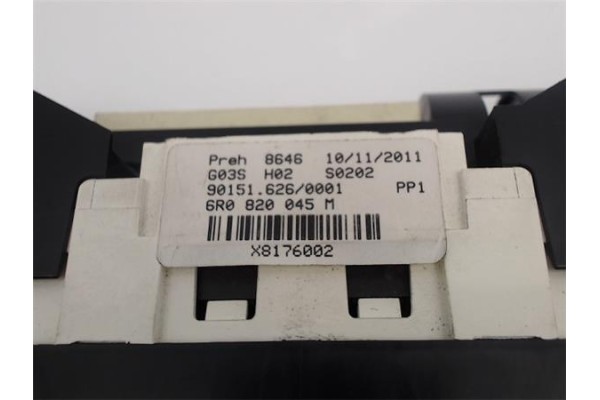 Preh 8646 10/11/2011
G03S H02 S0202
90151.626/0001 PP1
6R0 820 045 M
X8176002